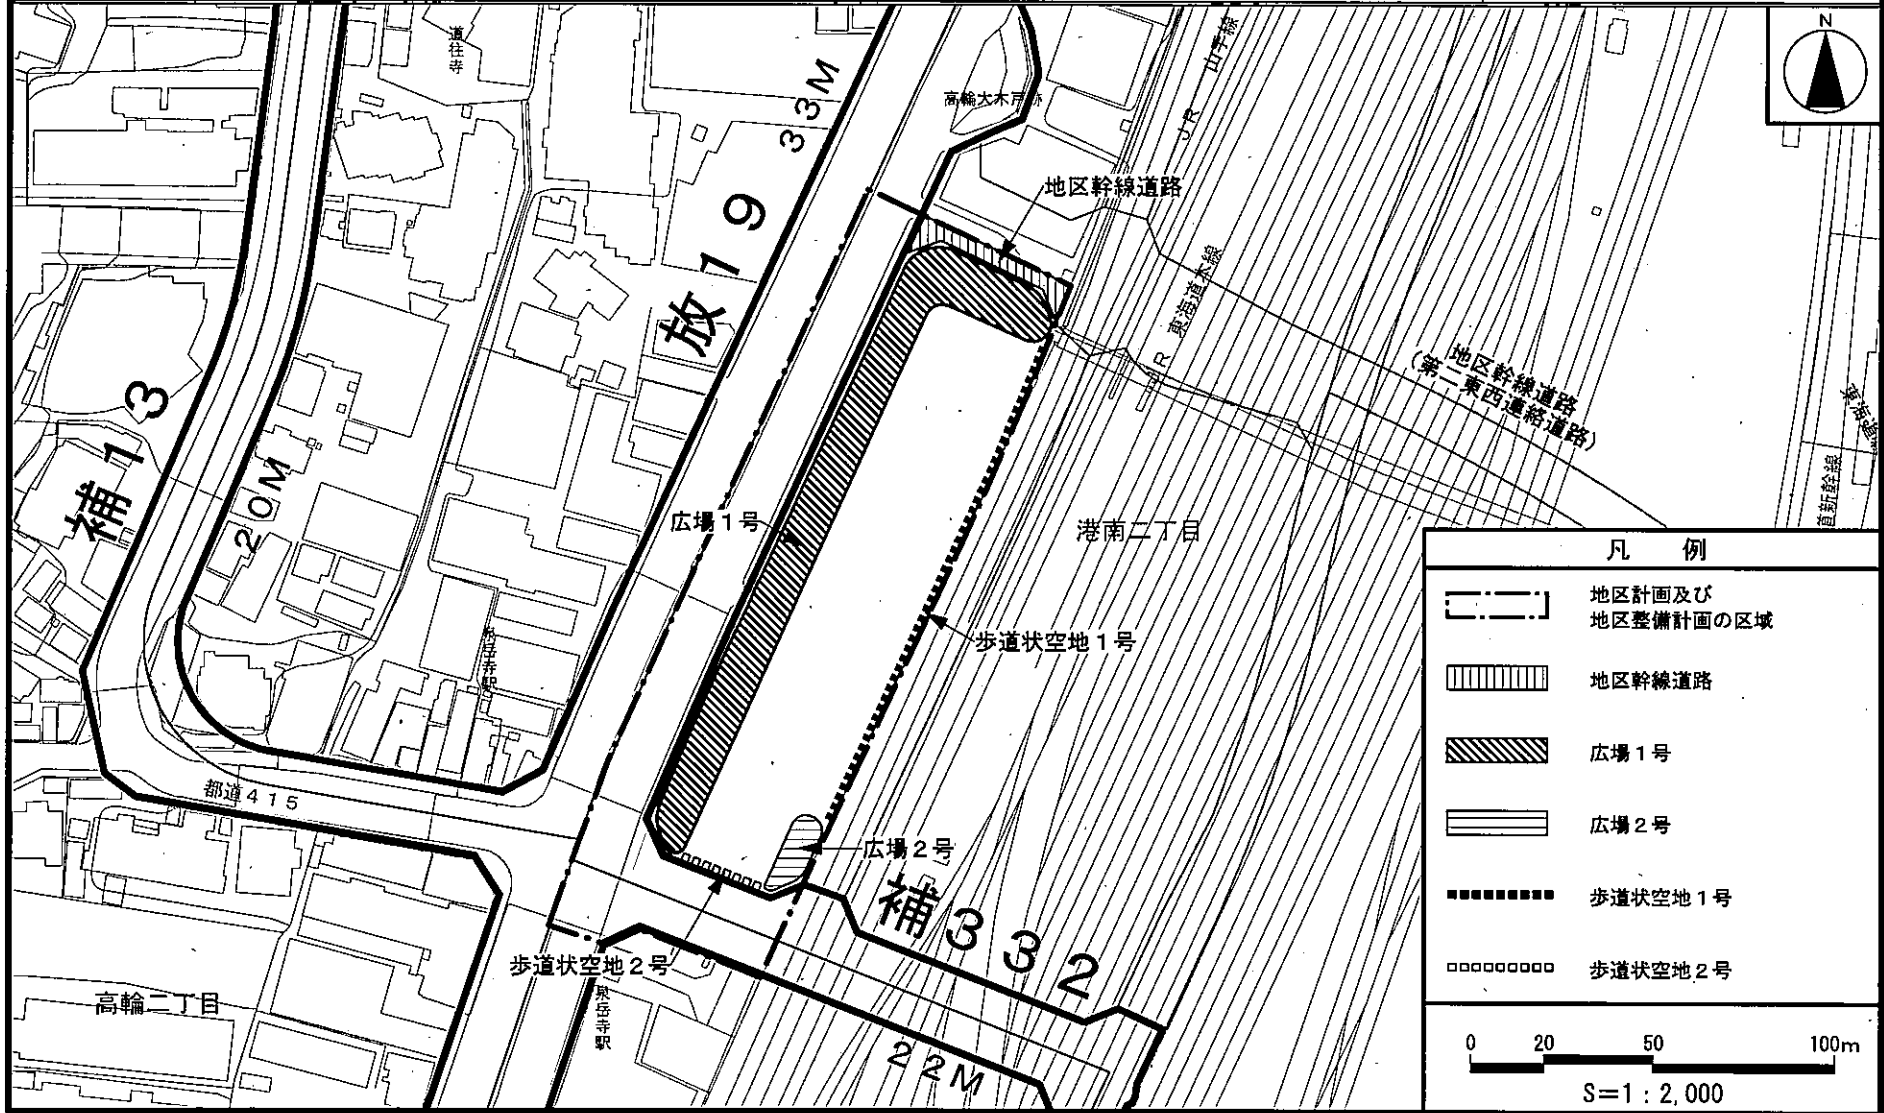 道往寺
33M
高輪大木戸跡
山手線
JR
N
地区幹線道路
放19
東海道本線
JR
補13
20M
地区幹線道路
(第二東西連絡道路)
広場1号
港南二丁目
泉岳寺駅
歩道状空地1号
都道415
広場2号
補332
歩道状空地2号
高輪二丁目
泉岳寺駅
22M
凡 例
地区計画及び
地区整備計画の区域
地区幹線道路
広場1号
広場2号
歩道状空地1号
歩道状空地2号
0 20 50 100m
S=1:2,000